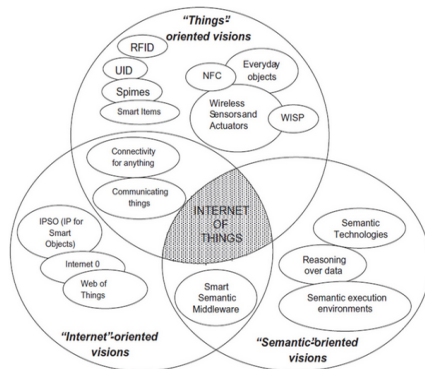 “Things”-
oriented visions
RFID
UID
Spimes
Smart Items
NFC
Everyday
objects
Wireless
Sensors and
Actuators
WISP
Connectivity
for anything
Communicating
things
INTERNET
OF
THINGS
IPSO (IP for
Smart
Objects)
Internet 0
Web of
Things
Smart
Semantic
Middleware
Semantic
Technologies
Reasoning
over data
Semantic execution
environments
“Internet”-oriented
visions
“Semantic-oriented
visions